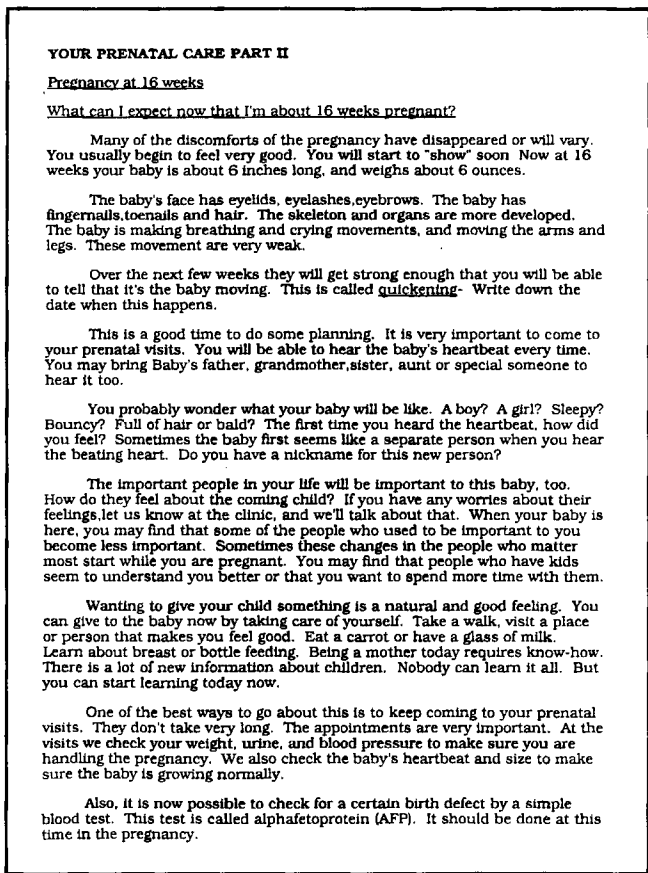 YOUR PRENATAL CARE PART II
Pregnancy at 16 weeks
What can I expect now that I'm about 16 weeks pregnant?
Many of the discomforts of the pregnancy have disappeared or will vary.
You usually begin to feel very good. You will start to "show" soon Now at 16
weeks your baby is about 6 inches long, and weighs about 6 ounces.
The baby's face has eyelids, eyelashes,eyebrows. The baby has
fingernails,toenails and hair. The skeleton and organs are more developed.
The baby is making breathing and crying movements, and moving the arms and
legs. These movement are very weak.
Over the next few weeks they will get strong enough that you will be able
to tell that it's the baby moving. This is called quickening- Write down the
date when this happens.
This is a good time to do some planning. It is very important to come to
your prenatal visits. You will be able to hear the baby's heartbeat every time.
You may bring Baby's father, grandmother,sister, aunt or special someone to
hear it too.
You probably wonder what your baby will be like. A boy? A girl? Sleepy?
Bouncy? Full of hair or bald? The first time you heard the heartbeat, how did
you feel? Sometimes the baby first seems like a separate person when you hear
the beating heart. Do you have a nickname for this new person?
The important people in your life will be important to this baby, too.
How do they feel about the coming child? If you have any worries about their
feelings,let us know at the clinic, and we'll talk about that. When your baby is
here, you may find that some of the people who used to be important to you
become less important. Sometimes these changes in the people who matter
most start while you are pregnant. You may find that people who have kids
seem to understand you better or that you want to spend more time with them.
Wanting to give your child something is a natural and good feeling. You
can give to the baby now by taking care of yourself. Take a walk, visit a place
or person that makes you feel good. Eat a carrot or have a glass of milk.
Learn about breast or bottle feeding. Being a mother today requires know-how.
There is a lot of new information about children. Nobody can learn it all. But
you can start learning today now.
One of the best ways to go about this is to keep coming to your prenatal
visits. They don't take very long. The appointments are very important. At the
visits we check your weight, urine, and blood pressure to make sure you are
handling the pregnancy. We also check the baby's heartbeat and size to make
sure the baby is growing normally.
Also, it is now possible to check for a certain birth defect by a simple
blood test. This test is called alphafetoprotein (AFP). It should be done at this
time in the pregnancy.